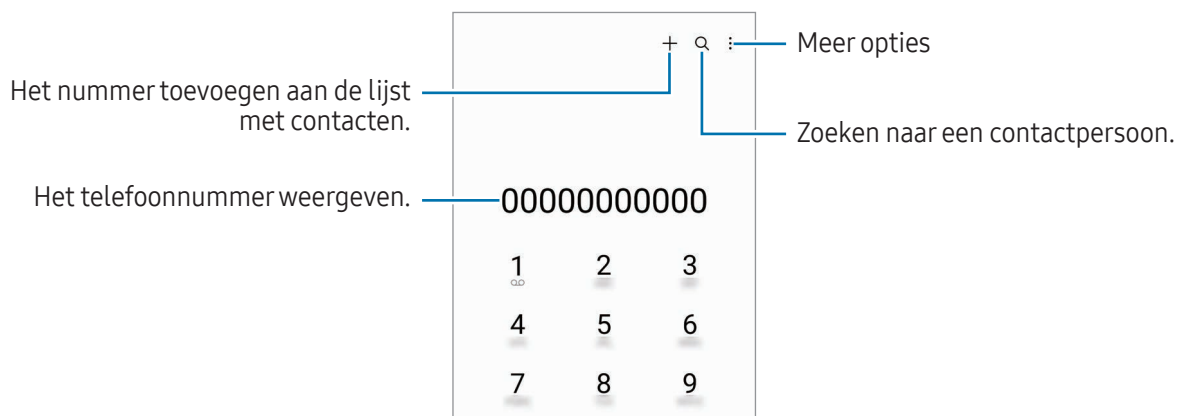 Meer opties
Het nummer toevoegen aan de lijst
met contacten.
Zoeken naar een contactpersoon.
Het telefoonnummer weergeven.
00000000000
1 2 3
4 5 6
7 8 9